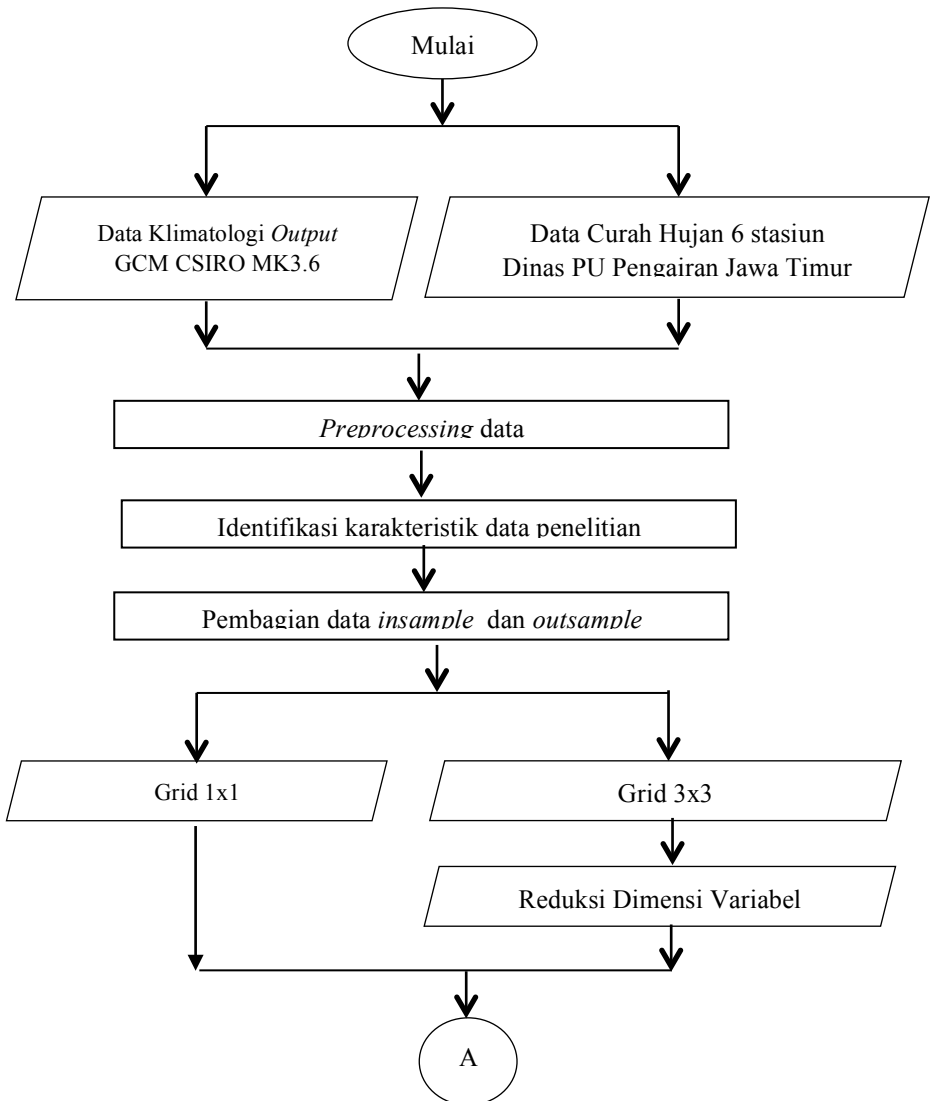 Mulai
Data Klimatologi Output
GCM CSIRO MK3.6
Data Curah Hujan 6 stasiun
Dinas PU Pengairan Jawa Timur
Preprocessing data
Identifikasi karakteristik data penelitian
Pembagian data insample dan outsample
Grid 1x1
Grid 3x3
Reduksi Dimensi Variabel
A